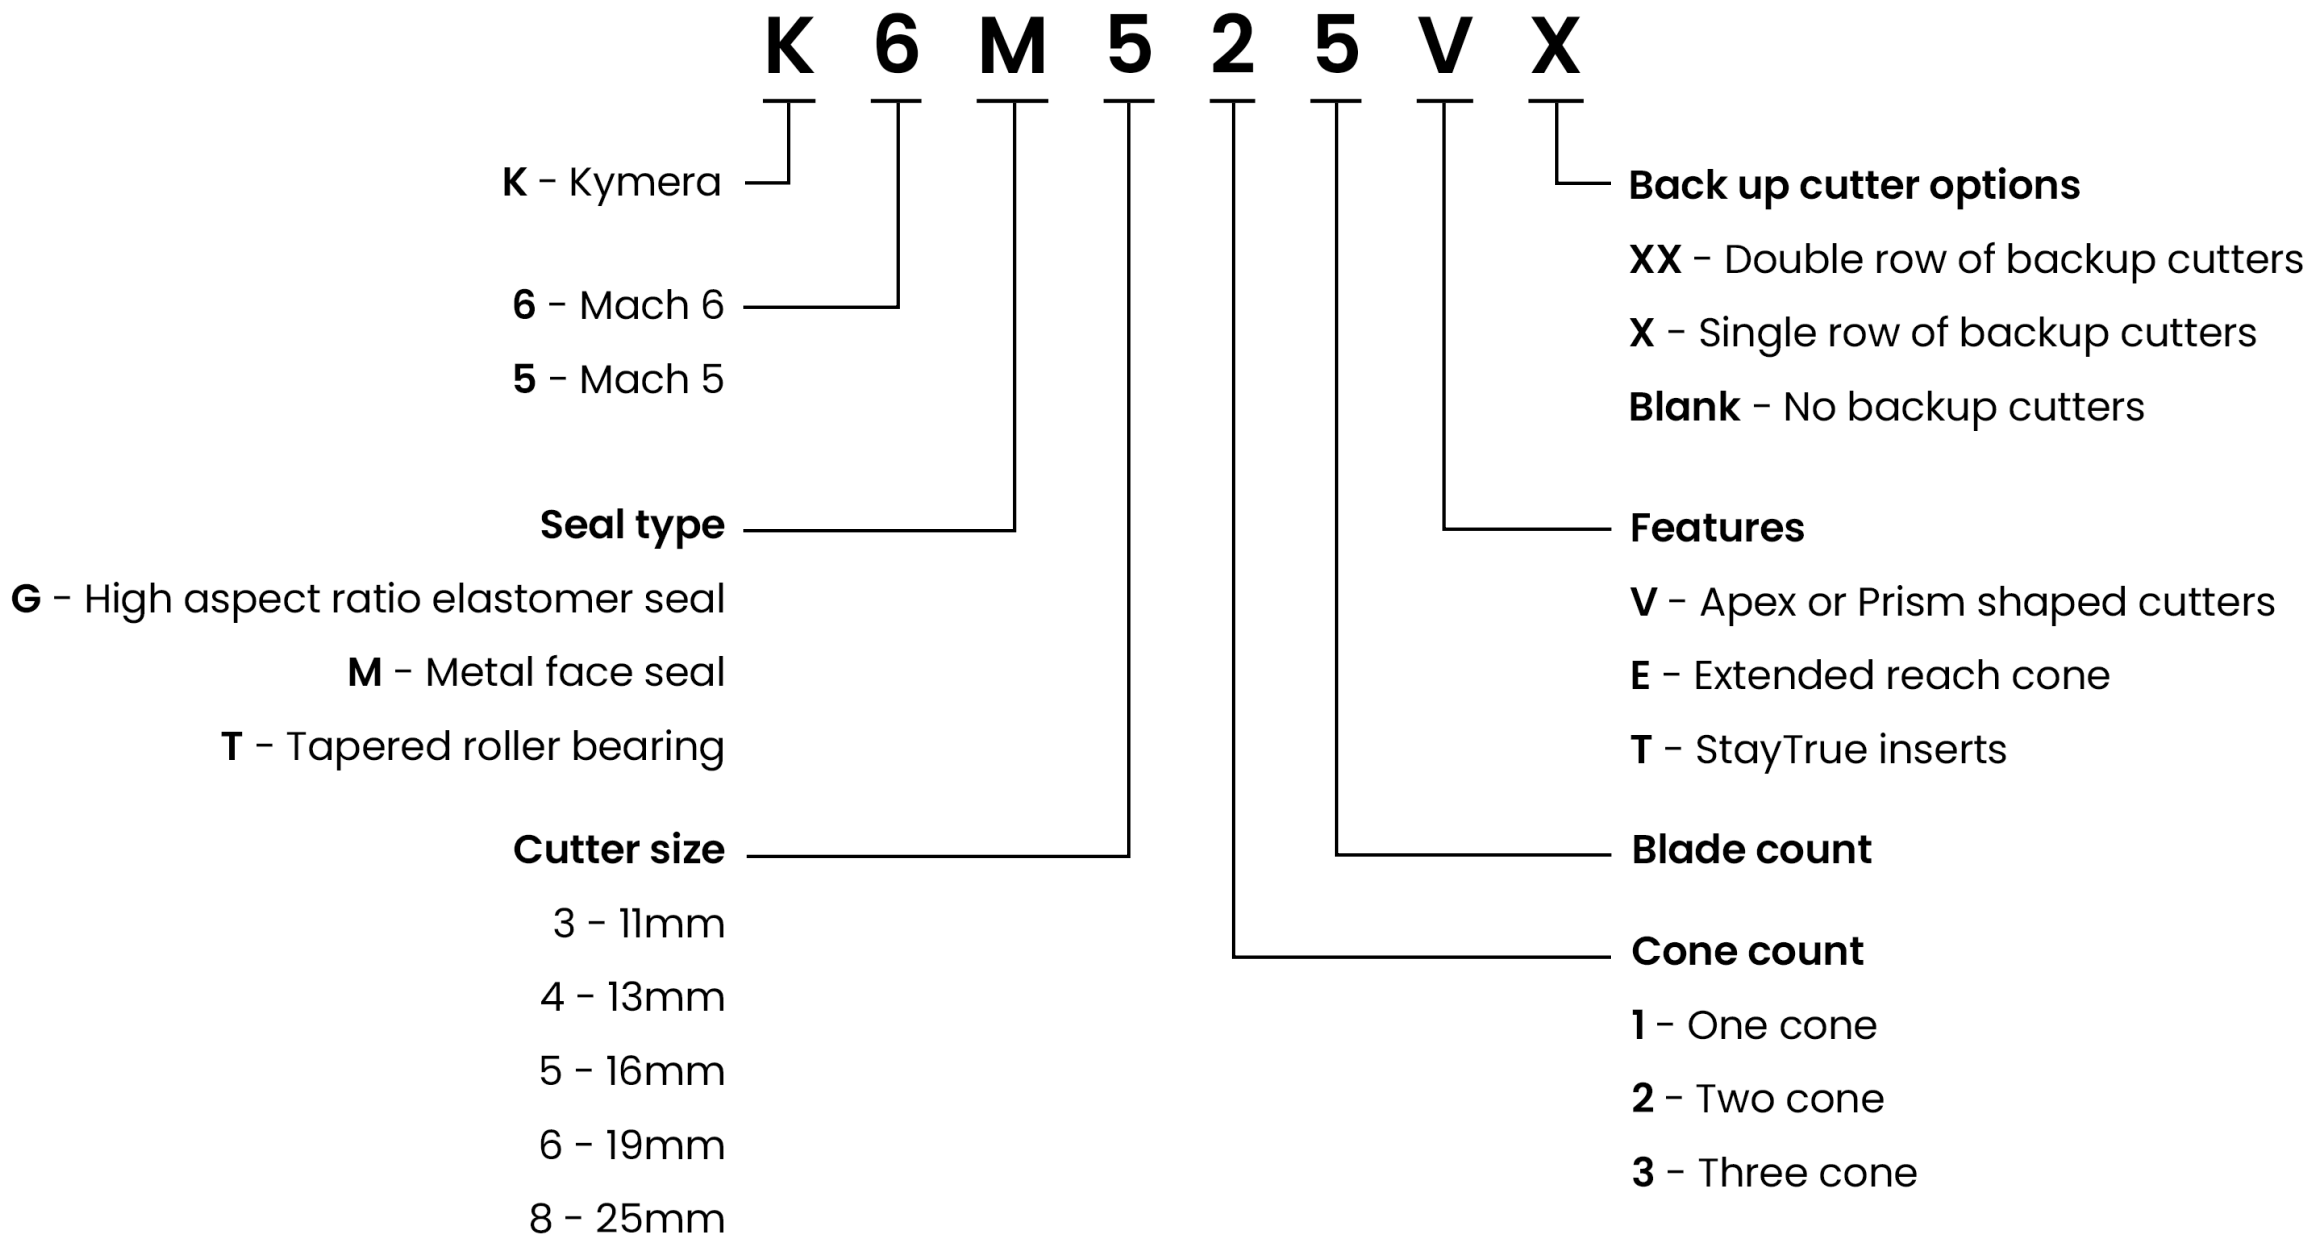 K 6 M 5 2 5 V X
K - Kymera
6 - Mach 6
5 - Mach 5
Seal type
G - High aspect ratio elastomer seal
M - Metal face seal
T - Tapered roller bearing
Cutter size
3 - 11mm
4 - 13mm
5 - 16mm
6 - 19mm
8 - 25mm
Back up cutter options
XX - Double row of backup cutters
X - Single row of backup cutters
Blank - No backup cutters
Features
V - Apex or Prism shaped cutters
E - Extended reach cone
T - StayTrue inserts
Blade count
Cone count
1 - One cone
2 - Two cone
3 - Three cone